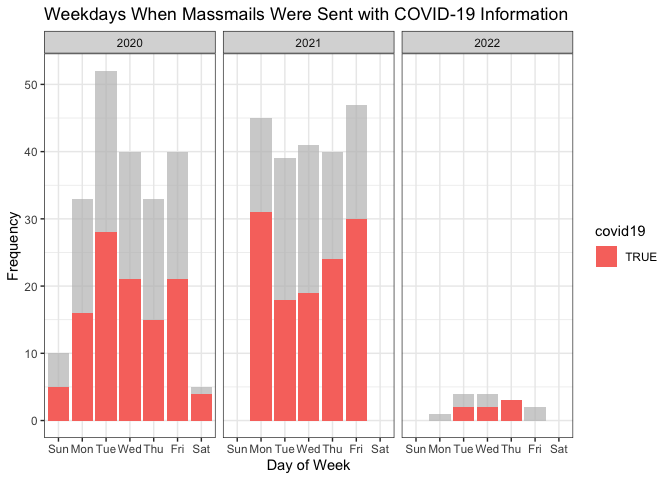 Weekdays When Massmails Were Sent with COVID-19 Information
2020 2021 2022
50
40
30
20
10
0
Frequency
Sun Mon Tue Wed Thu Fri Sat Sun Mon Tue Wed Thu Fri Sat Sun Mon Tue Wed Thu Fri Sat
Day of Week
covid19
TRUE